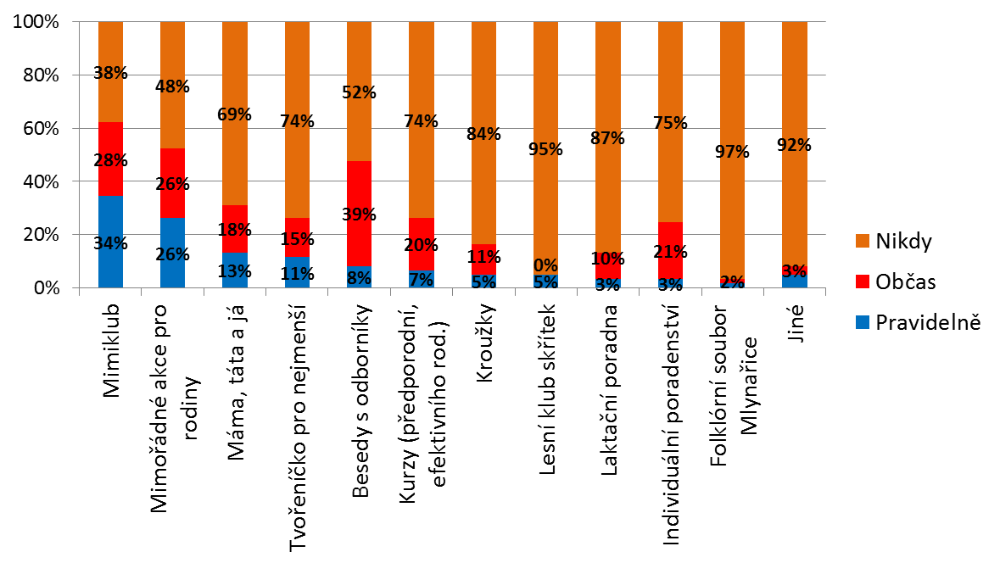 100%
80%
60%
40%
20%
0%
38%
28%
34%
48%
26%
26%
69%
18%
13%
74%
15%
11%
52%
39%
8%
74%
20%
7%
84%
11%
5%
95%
0%
5%
87%
10%
3%
75%
21%
3%
97%
2%
92%
3%
Nikdy
Občas
Pravidelně
Mimiklub
Mimořádné akce pro
rodiny
Máma, táta a já
Tvořeníčko pro nejmenší
Besedy s odborníky
Kurzy (předporodní,
efektivního rod.)
Kroužky
Lesní klub skřítek
Laktační poradna
Individuální poradenství
Folklórní soubor
Mlynařice
Jiné